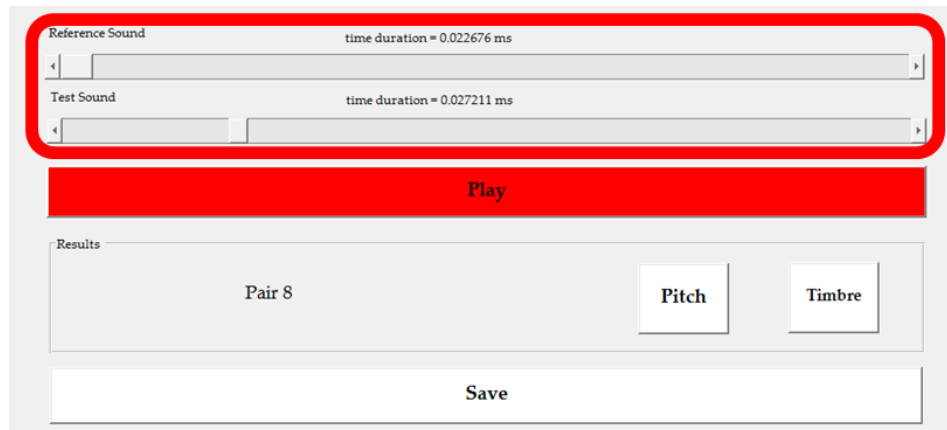 Reference Sound
time duration = 0.022676 ms
Test Sound
time duration = 0.027211 ms
Play
Results
Pair 8
Pitch
Timbre
Save